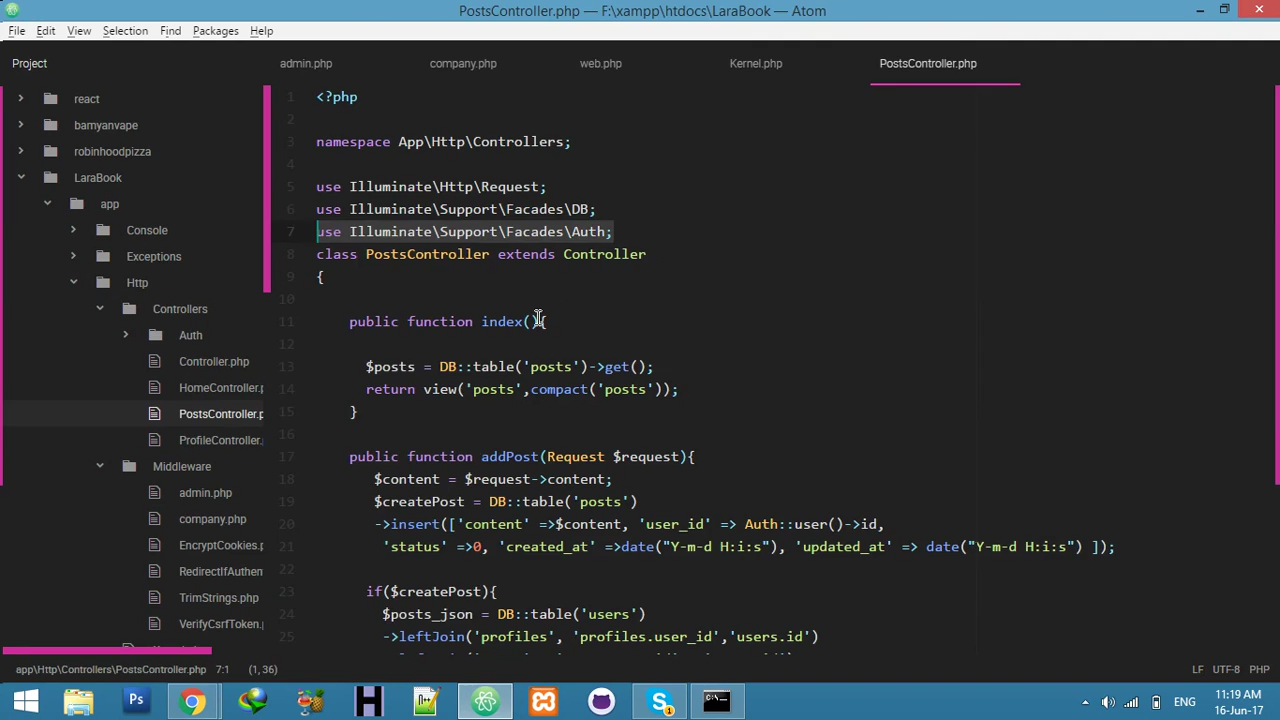 PostsController.php — F:\xampp\htdocs\LaraBook — Atom
File Edit View Selection Find Packages Help
Project
admin.php company.php web.php Kernel.php PostsController.php
react
bamyanvape
robinhoodpizza
LaraBook
app
Console
Exceptions
Http
Controllers
Auth
Controller.php
HomeController.p
PostsController.p
ProfileController.
Middleware
admin.php
company.php
EncryptCookies.p
RedirectIfAuthen
TrimStrings.php
VerifyCsrfToken.p
1 <?php
2
3 namespace App\Http\Controllers;
4
5 use Illuminate\Http\Request;
6 use Illuminate\Support\Facades\DB;
7 use Illuminate\Support\Facades\Auth;
8 class PostsController extends Controller
9 {
10
11 public function index(){
12
13 $posts = DB::table('posts')->get();
14 return view('posts',compact('posts'));
15 }
16
17 public function addPost(Request $request){
18 $content = $request->content;
19 $createPost = DB::table('posts')
20 ->insert(['content' =>$content, 'user_id' => Auth::user()->id,
21 'status' =>0, 'created_at' =>date("Y-m-d H:i:s"), 'updated_at' => date("Y-m-d H:i:s") ]);
22
23 if($createPost){
24 $posts_json = DB::table('users')
25 ->leftJoin('profiles', 'profiles.user_id','users.id')
app\Http\Controllers\PostsController.php 7:1 (1, 36) LF UTF-8 PHP
Ps H N++ S 1 C:\ ENG
11:19 AM
16-Jun-17